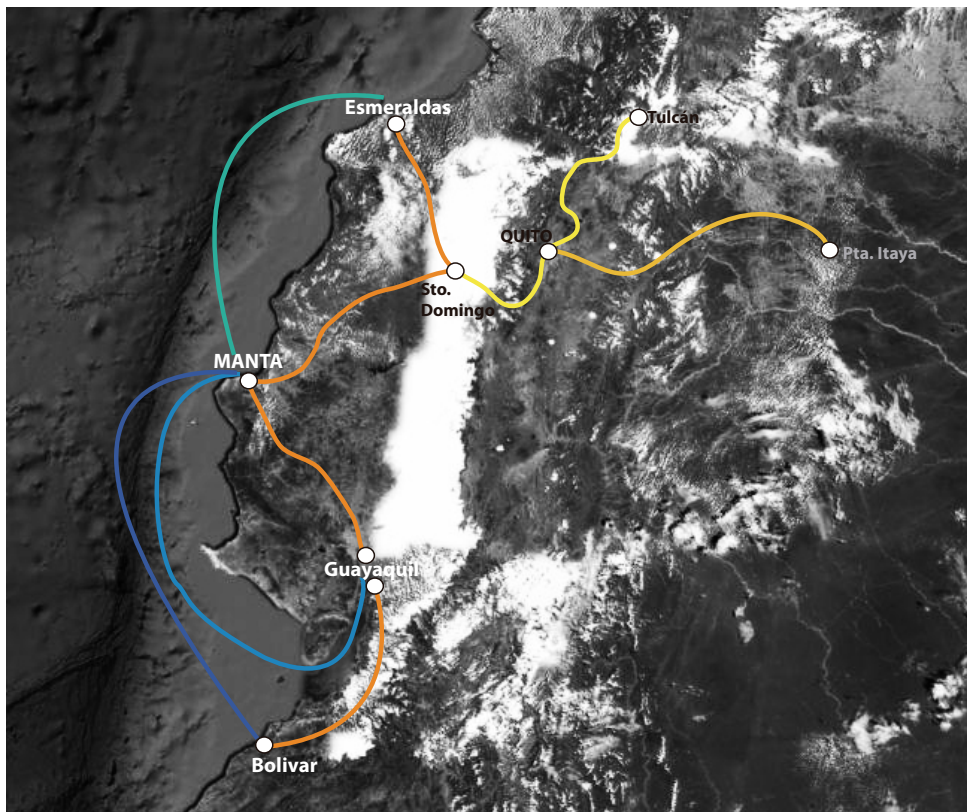 Esmeraldas
Tulcán
QUITO
Pta. Itaya
Sto.
Domingo
MANTA
Guayaquil
Bolivar